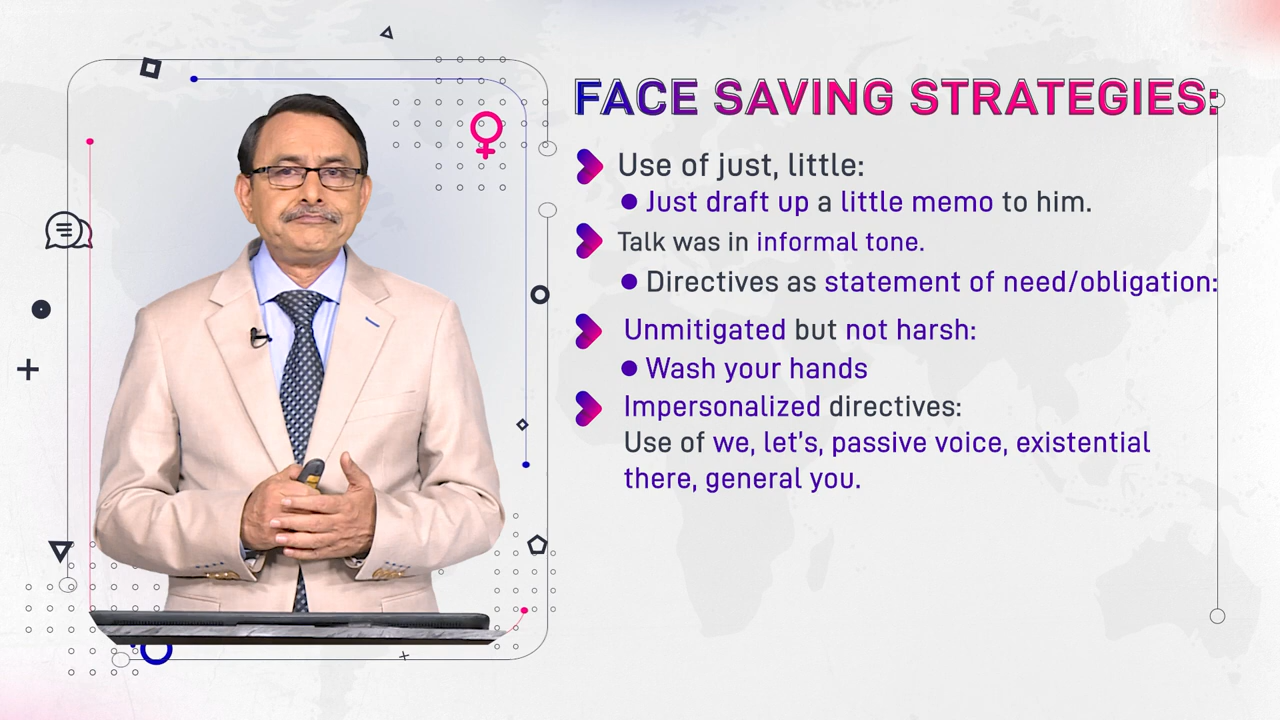 FACE SAVING STRATEGIES:
Use of just, little:
Just draft up a little memo to him.
Talk was in informal tone.
Directives as statement of need/obligation:
Unmitigated but not harsh:
Wash your hands
Impersonalized directives:
Use of we, let's, passive voice, existential
there, general you.